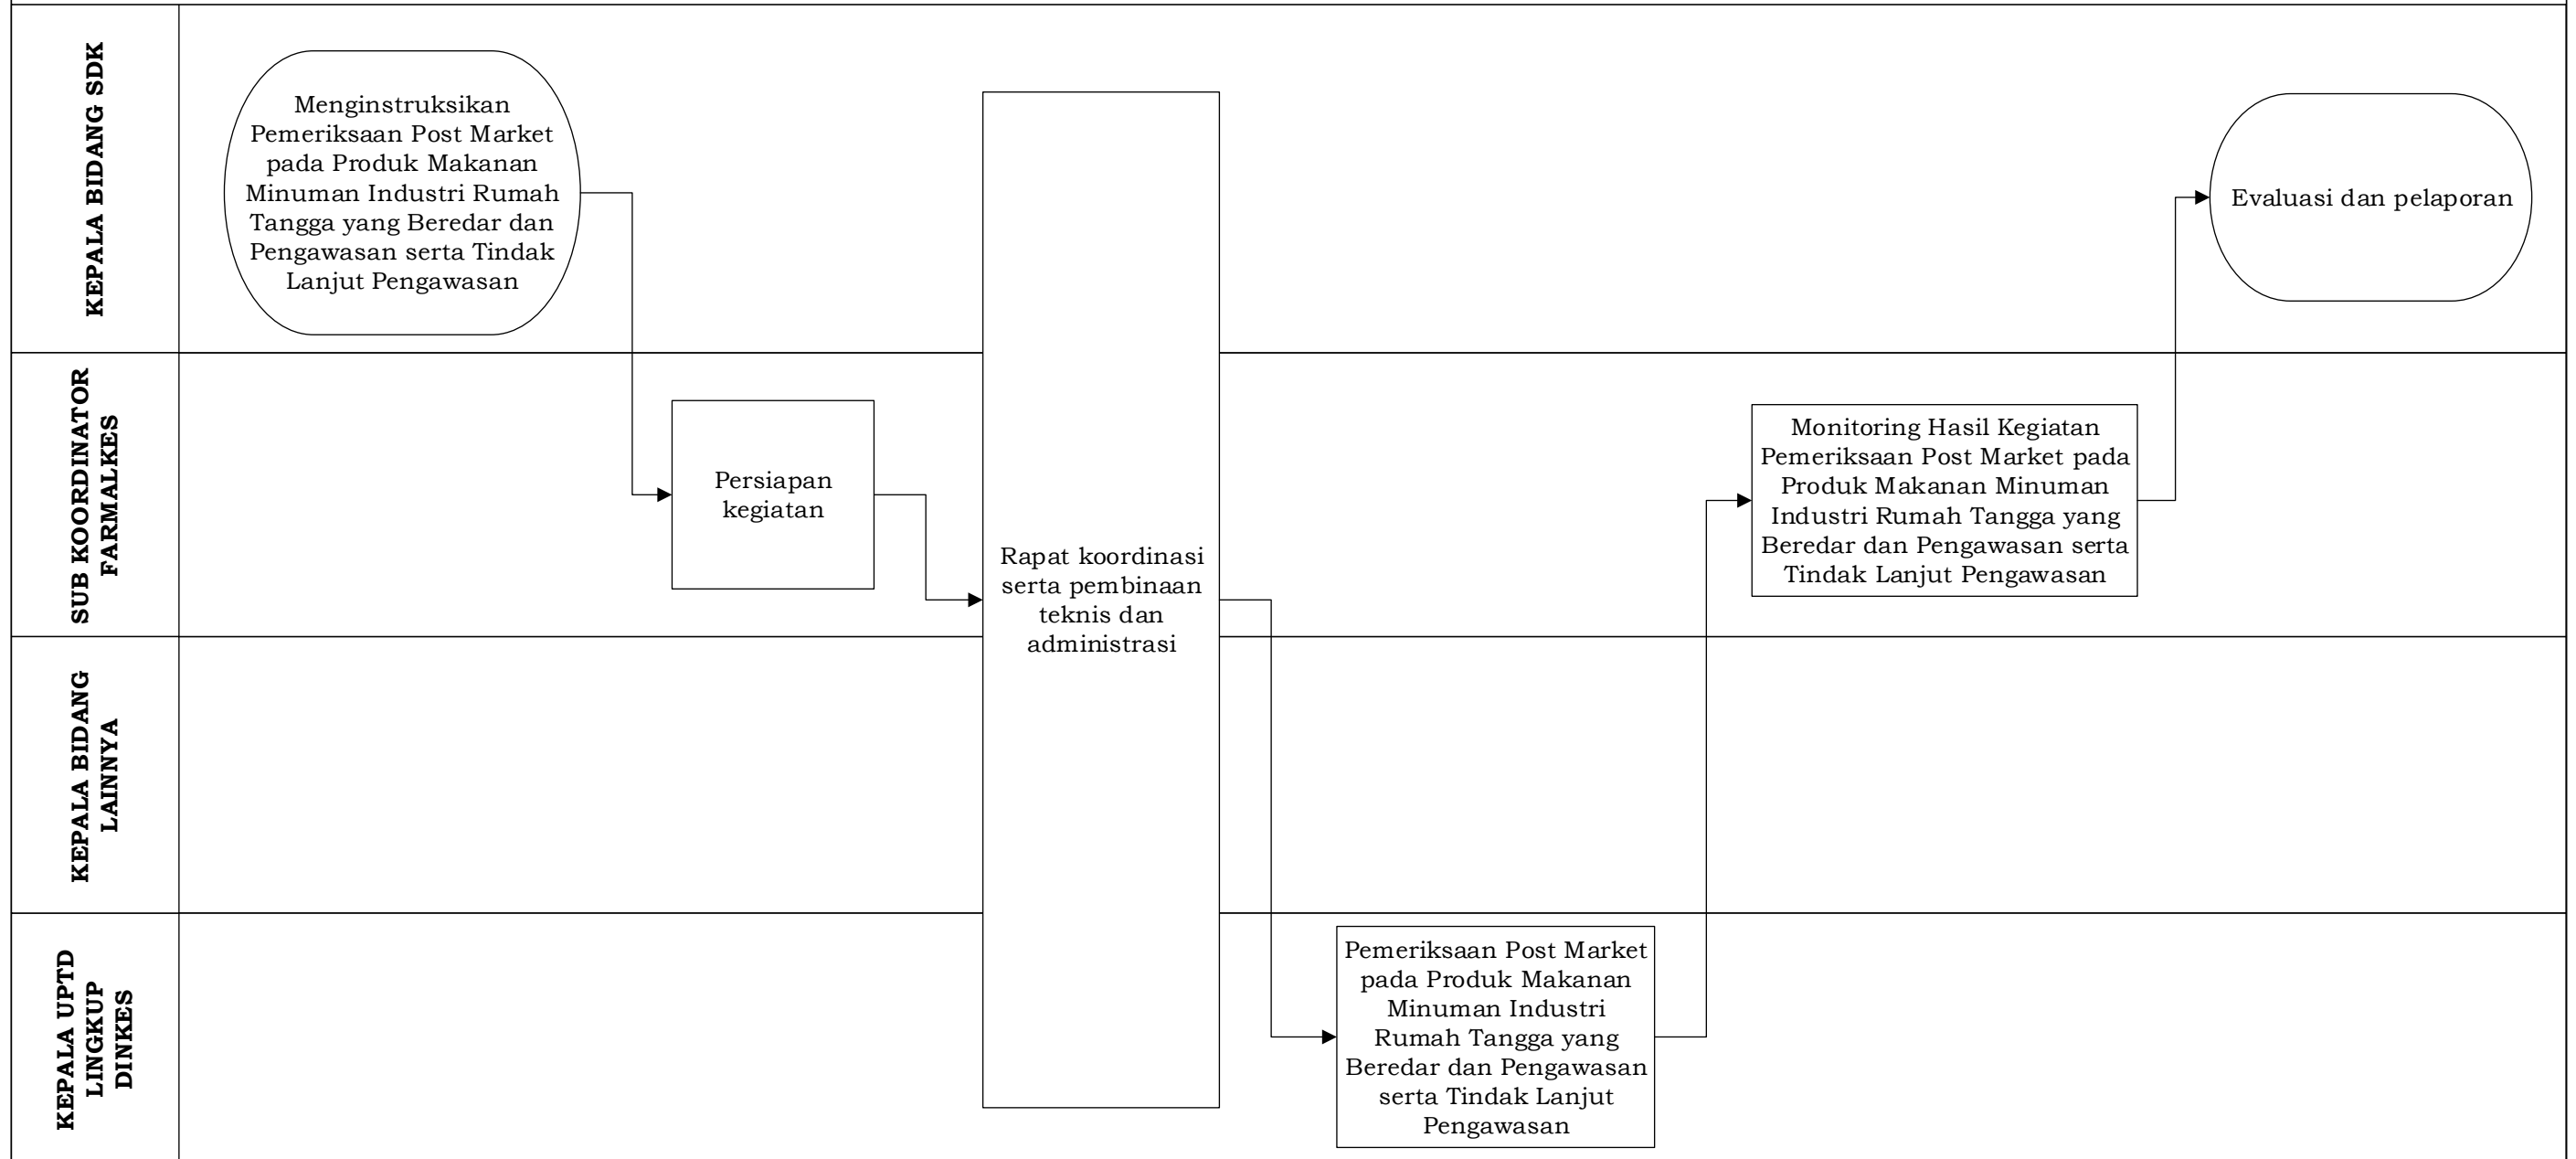 KEPALA BIDANG SDK
Menginstruksikan
Pemeriksaan Post Market
pada Produk Makanan
Minuman Industri Rumah
Tangga yang Beredar dan
Pengawasan serta Tindak
Lanjut Pengawasan
Evaluasi dan pelaporan
SUB KOORDINATOR
FARMALKES
Persiapan
kegiatan
Rapat koordinasi
serta pembinaan
teknis dan
administrasi
Monitoring Hasil Kegiatan
Pemeriksaan Post Market pada
Produk Makanan Minuman
Industri Rumah Tangga yang
Beredar dan Pengawasan serta
Tindak Lanjut Pengawasan
KEPALA BIDANG
LAINNYA
KEPALA UPTD
LINGKUP
DINKES
Pemeriksaan Post Market
pada Produk Makanan
Minuman Industri
Rumah Tangga yang
Beredar dan Pengawasan
serta Tindak Lanjut
Pengawasan